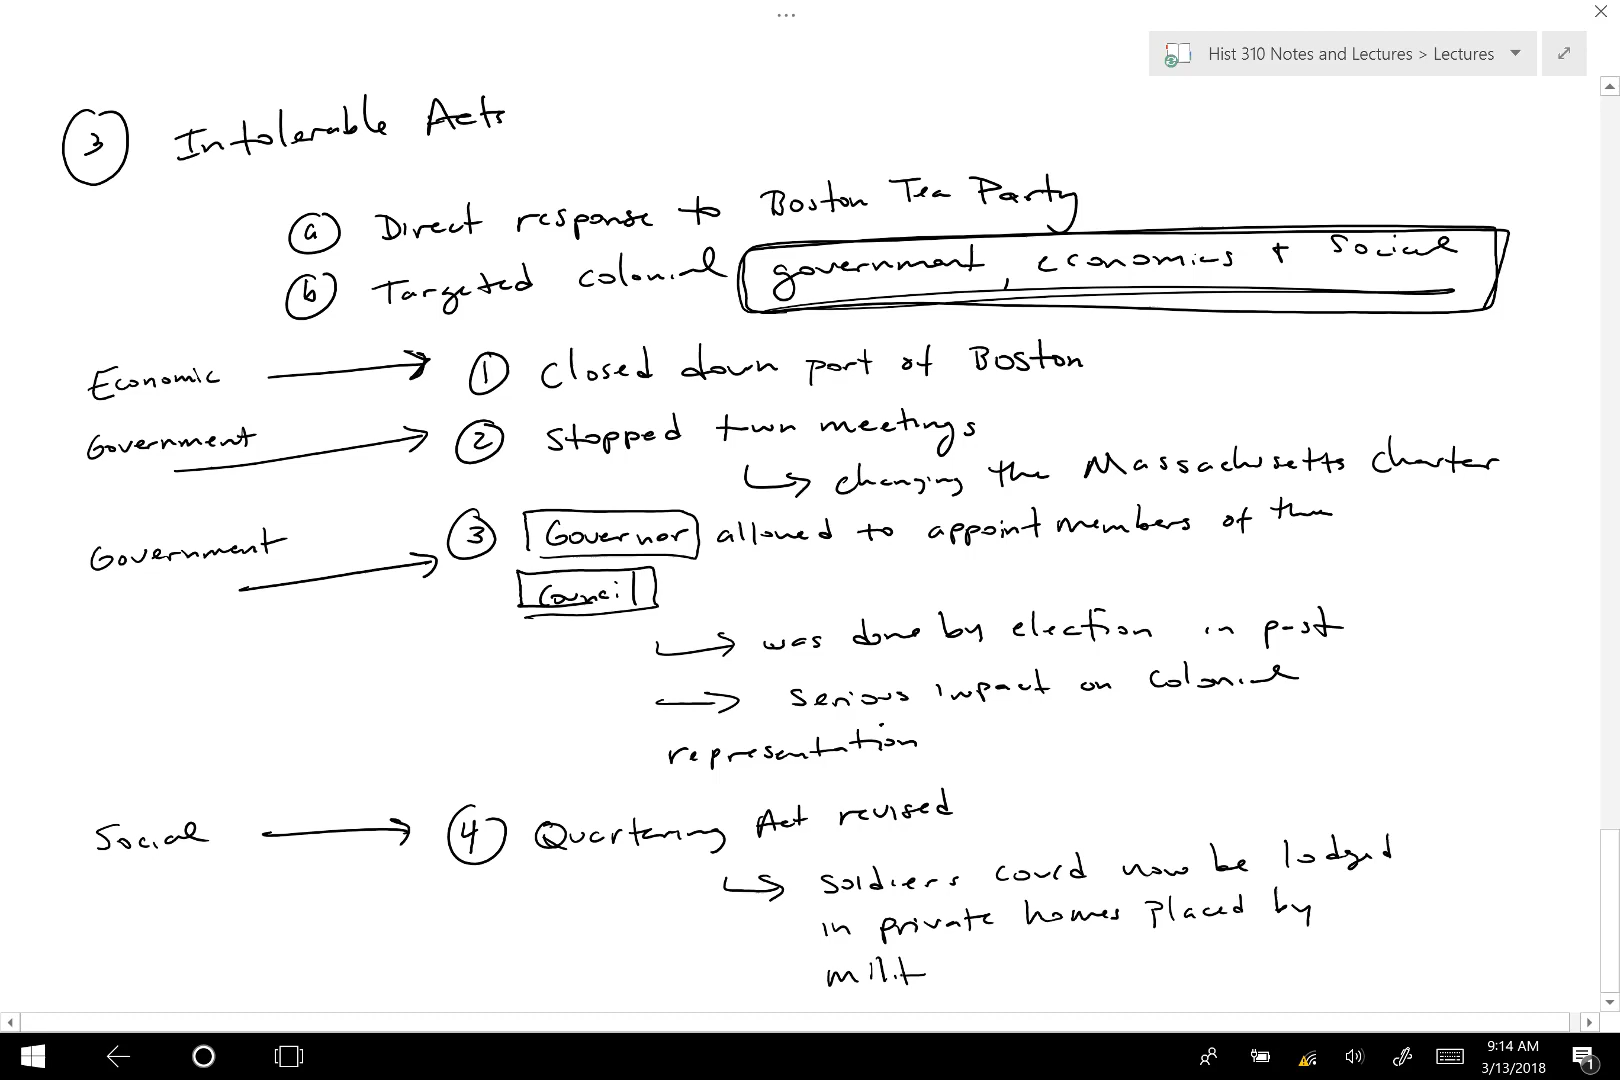 ...
Hist 310 Notes and Lectures > Lectures
3 Intolerable Acts
a Direct response to Boston Tea Party
b Targeted colonial government, economics + social
Economic → 1 Closed down port of Boston
Government → 2 Stopped town meetings
↳ changing the Massachusetts charter
Government → 3 Governor allowed to appoint members of the
Council
↳ was done by election in past
→ serious impact on colonial
representation
Social → 4 Quartering Act revised
↳ soldiers could now be lodged
in private homes placed by
milit
9:14 AM
3/13/2018
1